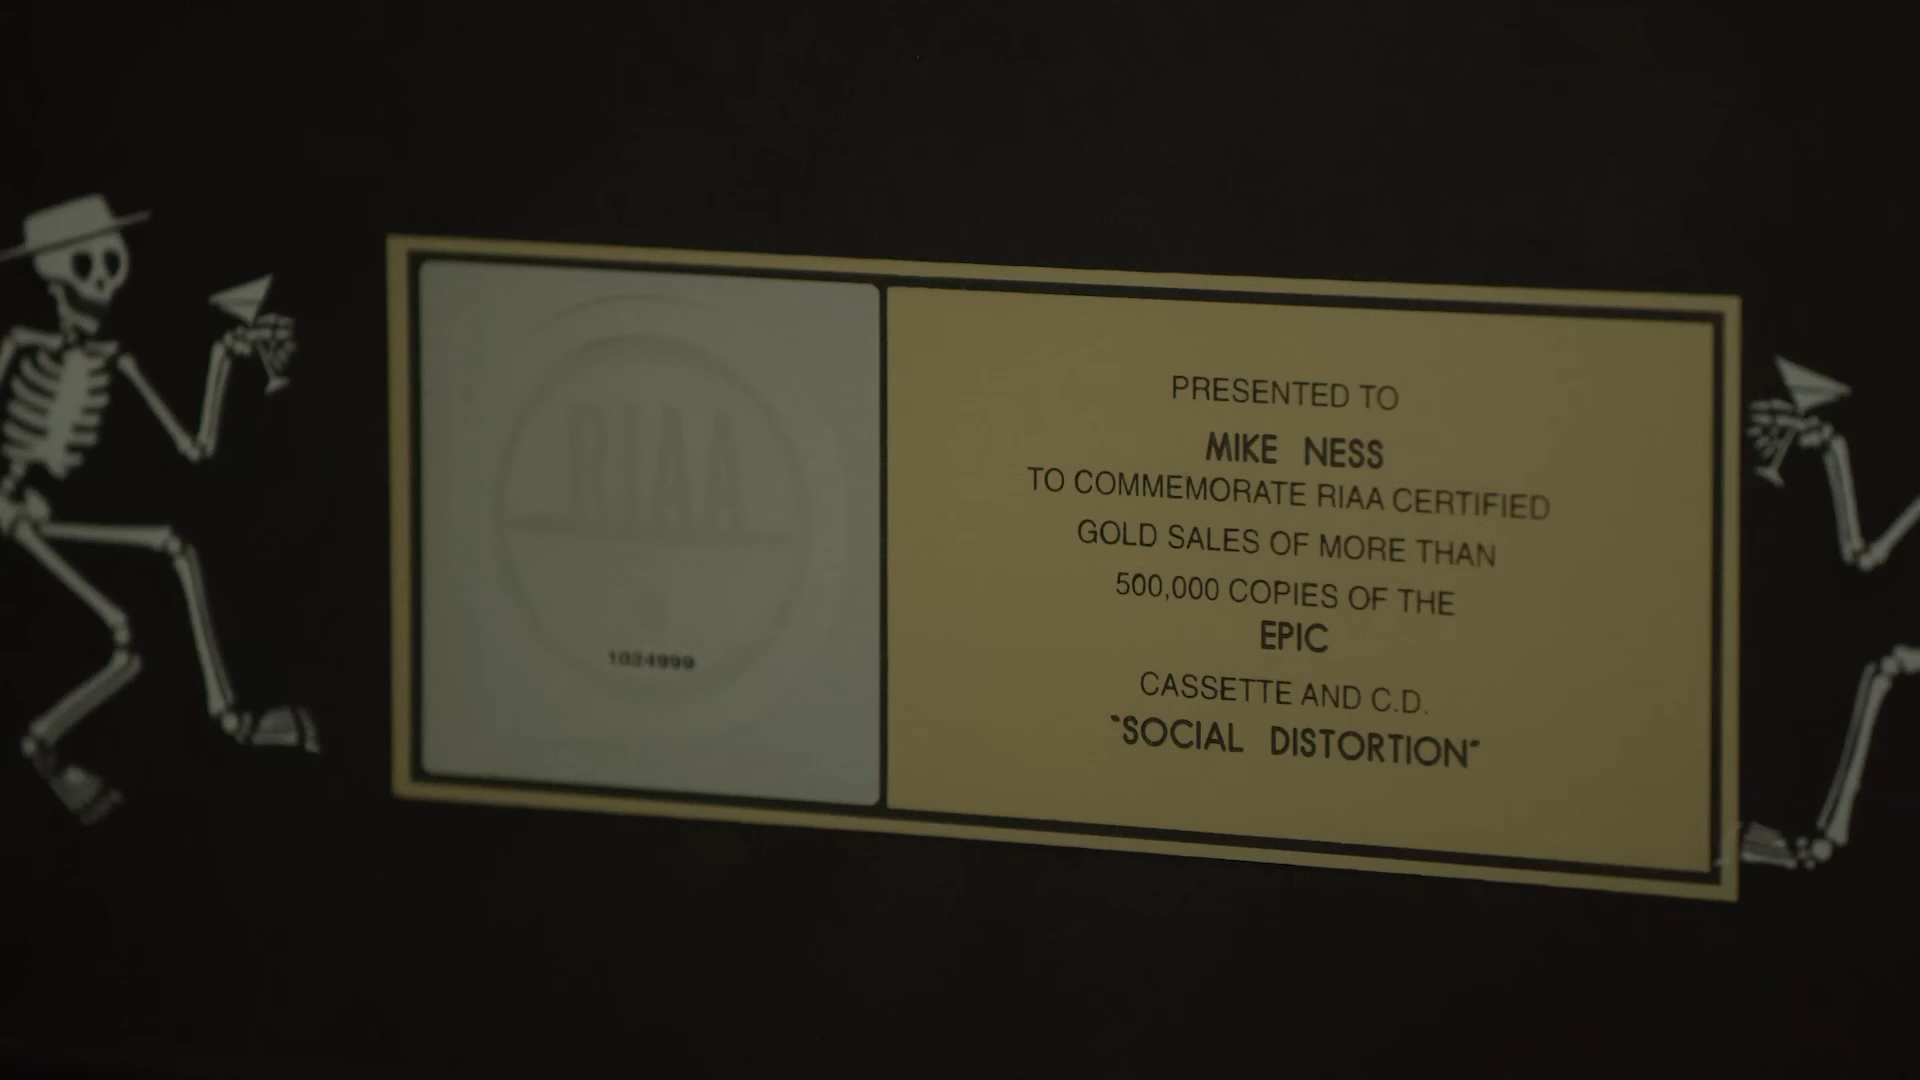 RIAA
1024999
PRESENTED TO
MIKE NESS
TO COMMEMORATE RIAA CERTIFIED
GOLD SALES OF MORE THAN
500,000 COPIES OF THE
EPIC
CASSETTE AND C.D.
"SOCIAL DISTORTION"